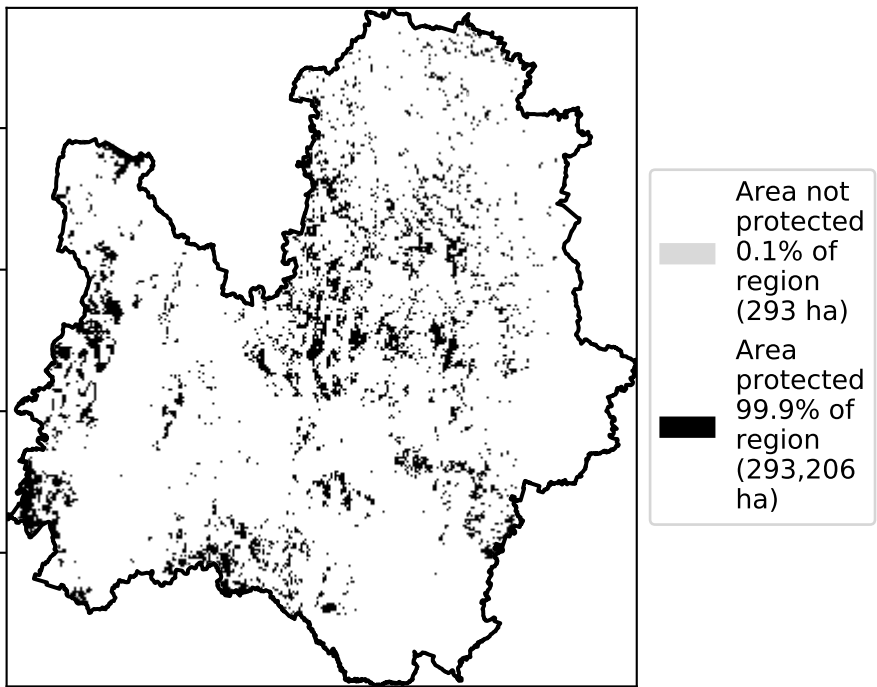 Area not
protected
0.1% of
region
(293 ha)
Area
protected
99.9% of
region
(293,206
ha)